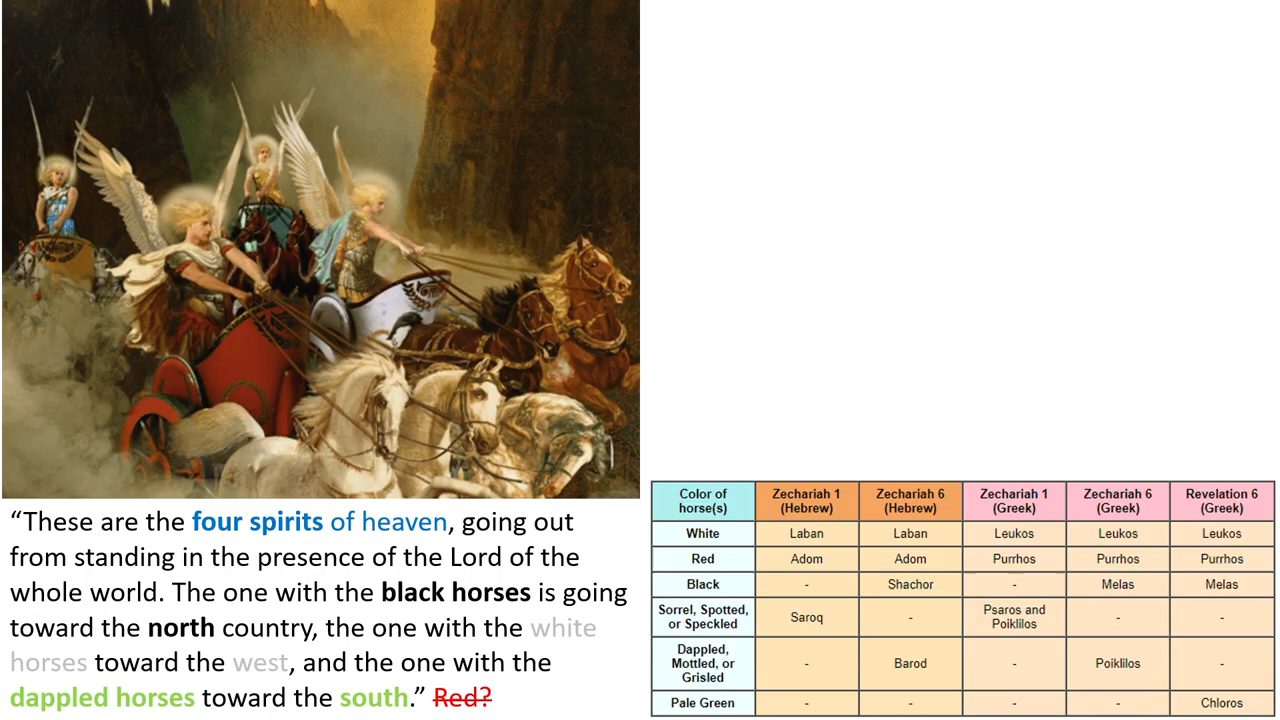 “These are the four spirits of heaven, going out
from standing in the presence of the Lord of the
whole world. The one with the black horses is going
toward the north country, the one with the white
horses toward the west, and the one with the
dappled horses toward the south.” Red?
Color of horse(s) Zechariah 1 (Hebrew) Zechariah 6 (Hebrew) Zechariah 1 (Greek) Zechariah 6 (Greek) Revelation 6 (Greek)
White Laban Laban Leukos Leukos Leukos
Red Adom Adom Purrhos Purrhos Purrhos
Black - Shachor - Melas Melas
Sorrel, Spotted, or Speckled Saroq - Psaros and Poiklilos - -
Dappled, Mottled, or Grisled - Barod - Poiklilos -
Pale Green - - - - Chloros